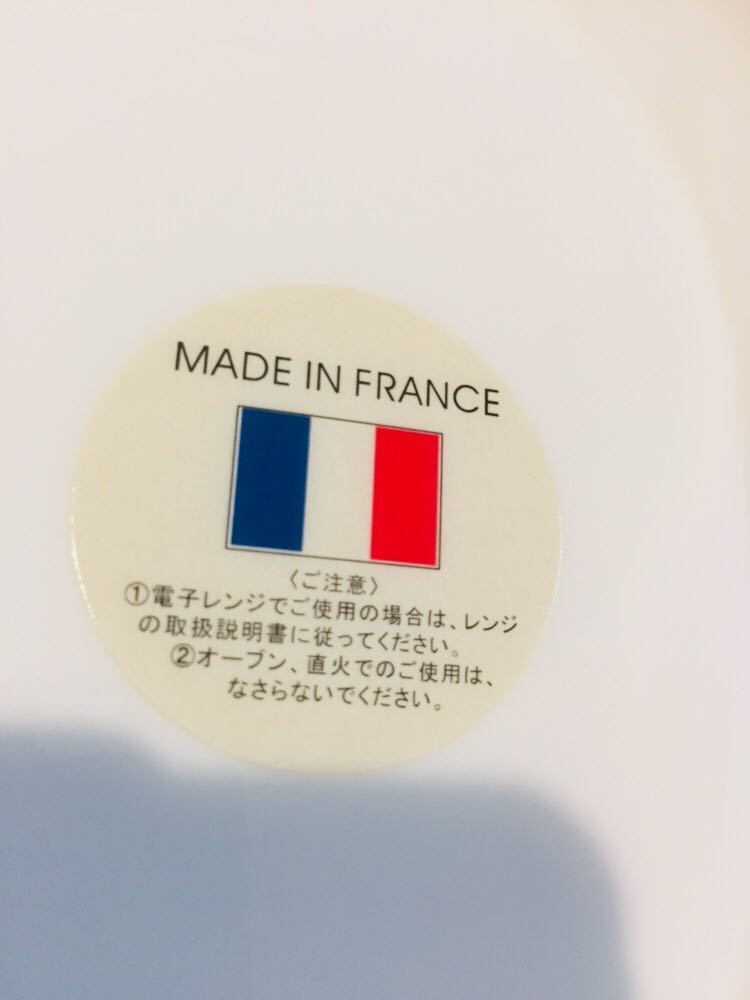 MADE IN FRANCE
〈ご注意〉
①電子レンジでご使用の場合は、レンジ
の取扱説明書に従ってください。
②オーブン、直火でのご使用は、
なさらないでください。